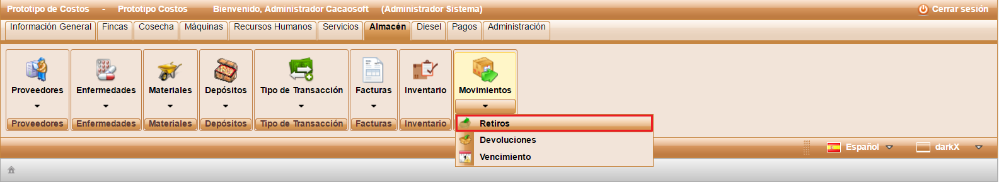 Prototipo de Costos - Prototipo Costos Bienvenido, Administrador Cacaosoft (Administrador Sistema) Cerrar sesión
Información General Fincas Cosecha Máquinas Recursos Humanos Servicios Almacén Diesel Pagos Administración
Proveedores Enfermedades Materiales Depósitos Tipo de Transacción Facturas Inventario Movimientos
Proveedores Enfermedades Materiales Depósitos Tipo de Transacción Facturas Inventario
Retiros
Devoluciones
Vencimiento
Español darkX